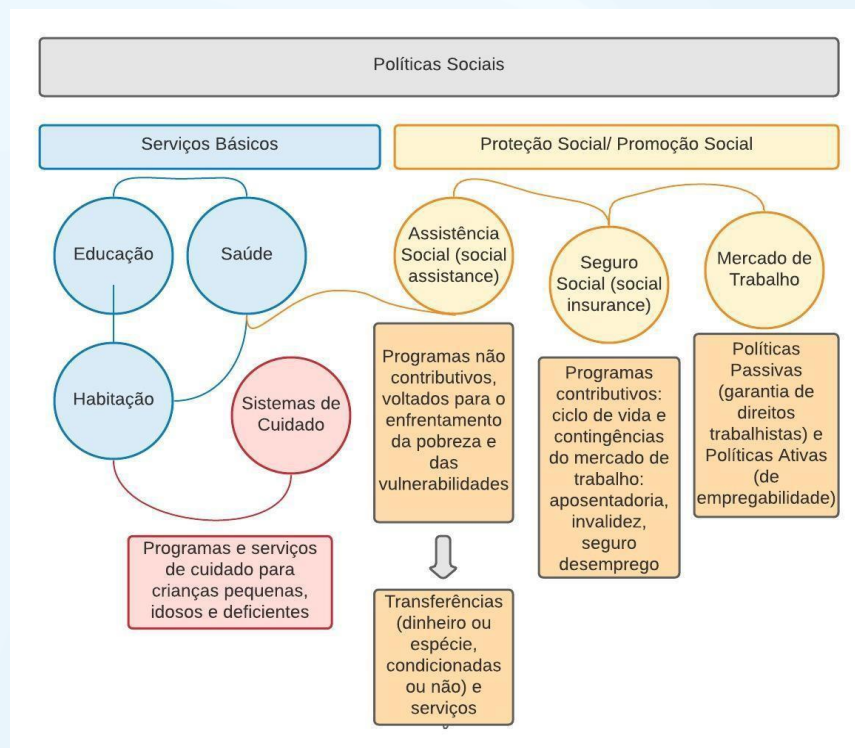 Políticas Sociais
Serviços Básicos
Proteção Social/ Promoção Social
Educação
Saúde
Habitação
Sistemas de
Cuidado
Programas e serviços
de cuidado para
crianças pequenas,
idosos e deficientes
Assistência
Social (social
assistance)
Programas não
contributivos,
voltados para o
enfrentamento
da pobreza e
das
vulnerabilidades
Transferências
(dinheiro ou
espécie,
condicionadas
ou não) e
serviços
Seguro
Social (social
insurance)
Programas
contributivos:
ciclo de vida e
contingências
do mercado de
trabalho:
aposentadoria,
invalidez,
seguro
desemprego
Mercado de
Trabalho
Políticas
Passivas
(garantia de
direitos
trabalhistas) e
Políticas Ativas
(de
empregabilidade)